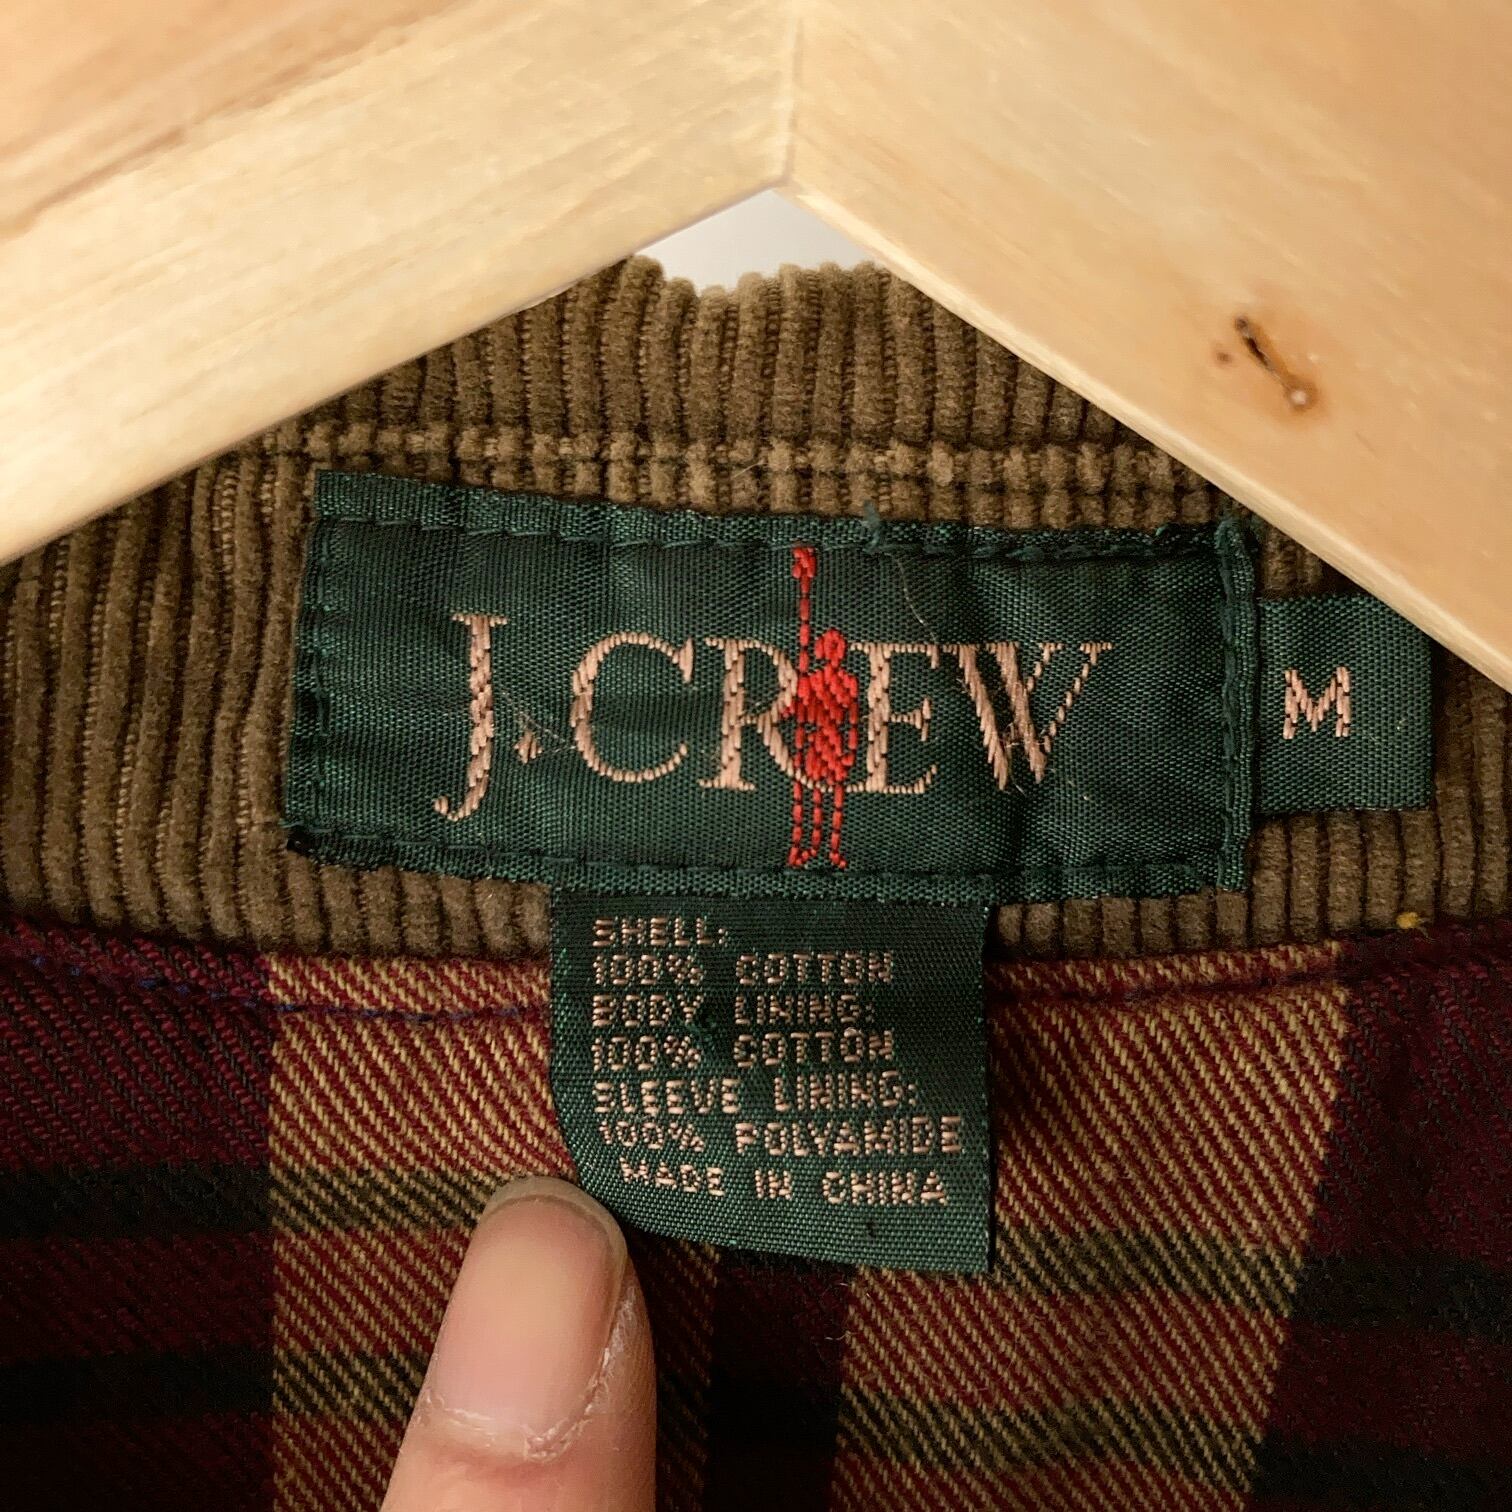 J.CREW
M
SHELL:
100% COTTON
BODY LINING:
100% COTTON
SLEEVE LINING:
100% POLYAMIDE
MADE IN CHINA